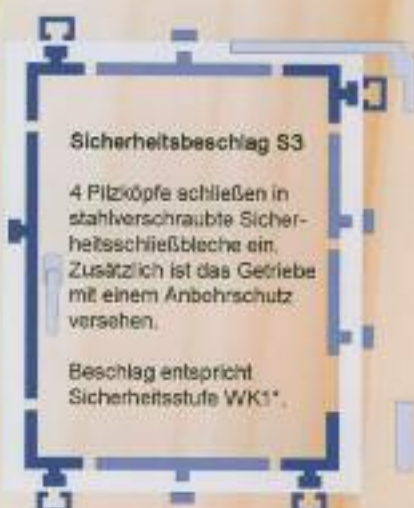 Sicherheitsbeschlag S3
4 Pilzköpfe schließen in
stahlverschraubte Sicher-
heitsschließbleche ein.
Zusätzlich ist das Getriebe
mit einem Anbohrschutz
versehen.
Beschlag entspricht
Sicherheitsstufe WK1*.